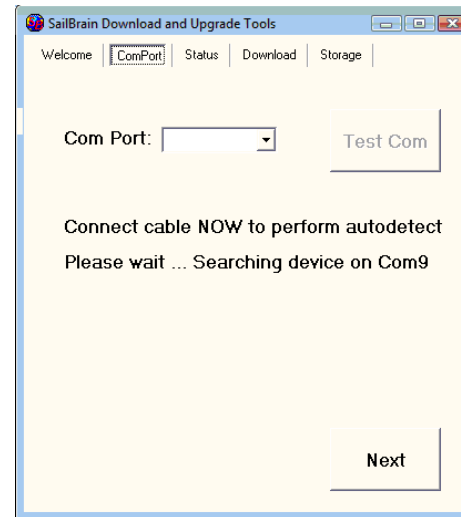 SailBrain Download and Upgrade Tools
Welcome ComPort Status Download Storage
Com Port:
Test Com
Connect cable NOW to perform autodetect
Please wait ... Searching device on Com9
Next